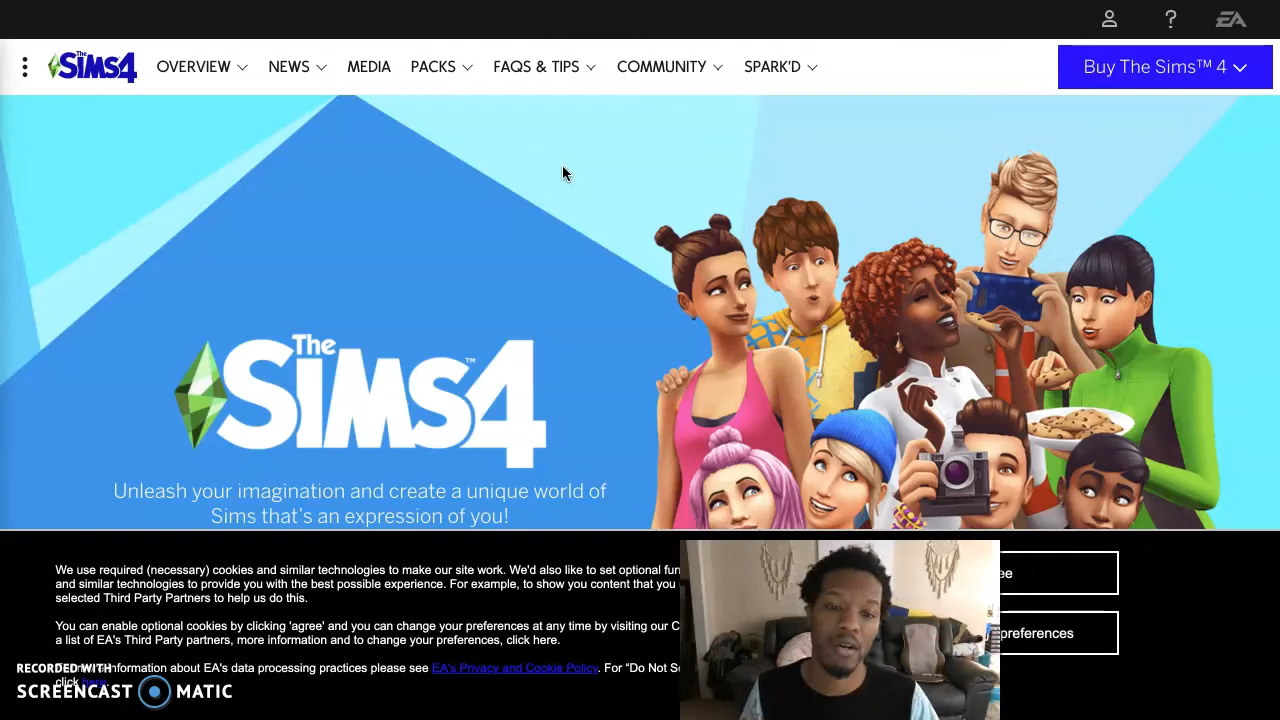 EA
The SiMS4
OVERVIEW
NEWS
MEDIA
PACKS
FAQS & TIPS
COMMUNITY
SPARK'D
Buy The Sims™ 4
The
SiMS4™
Unleash your imagination and create a unique world of
Sims that's an expression of you!
We use required (necessary) cookies and similar technologies to make our site work. We'd also like to set optional
and similar technologies to provide you with the best possible experience. For example, to show you content that you
selected Third Party Partners to help us do this.
ee
You can enable optional cookies by clicking 'agree' and you can change your preferences at any time by visiting our
a list of EA's Third Party partners, more information and to change your preferences, click here.
preferences
information about EA's data processing practices please see EA's Privacy and Cookie Policy. For "Do Not
click here.
RECORDED WITH
SCREENCAST MATIC